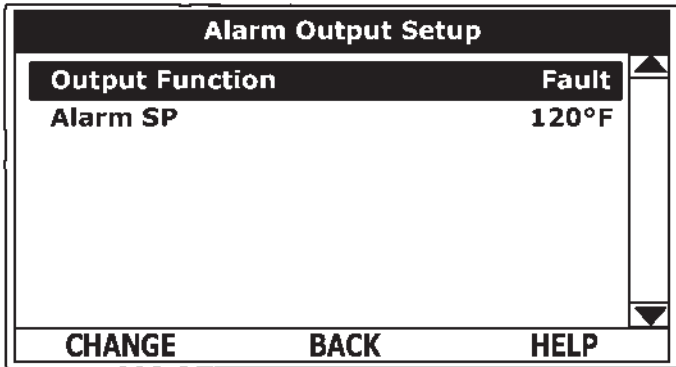 Alarm Output Setup
Output Function Fault
Alarm SP 120°F
CHANGE BACK HELP